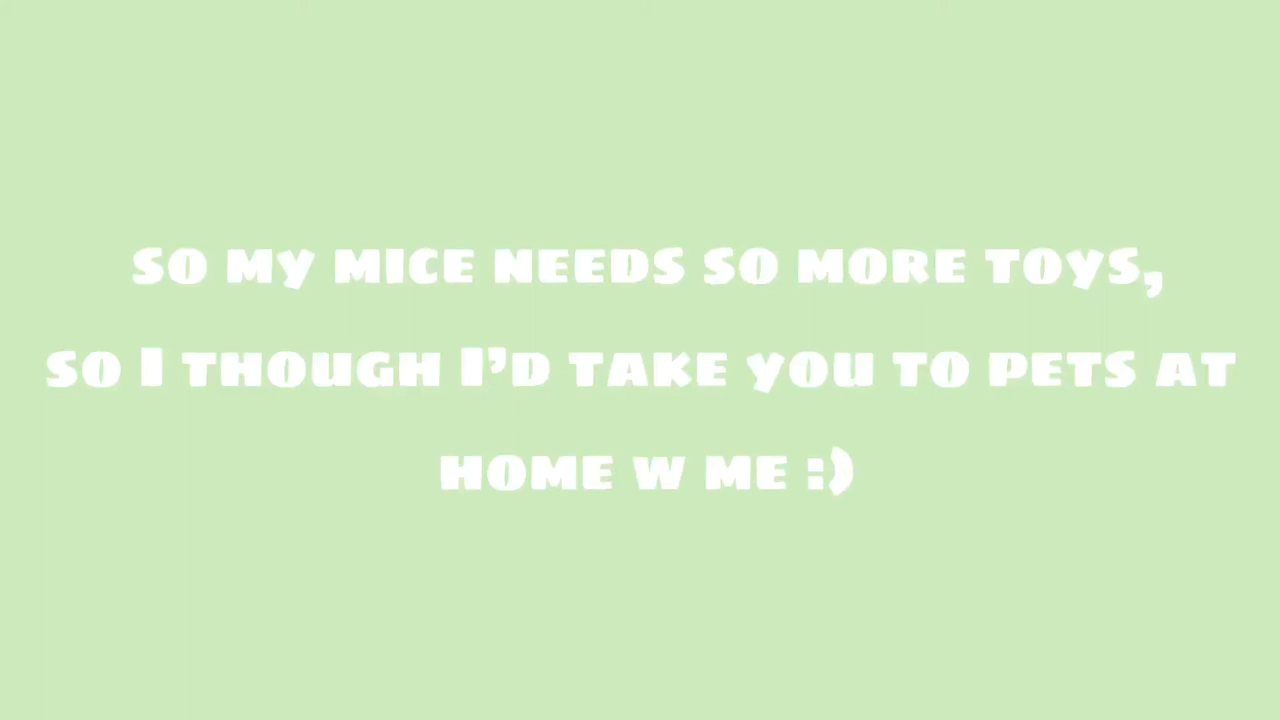 so my mice needs so more toys,
so I though I’d take you to pets at
home w me :)